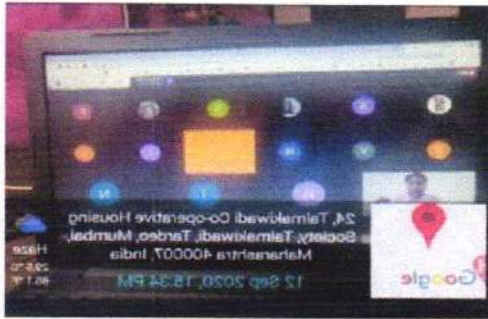 24, Talmakiwadi Co-operative Housing
Society, Talmakiwadi, Tardeo, Mumbai,
Maharashtra 400007, India
12 Sep 2020, 15:34 PM
Haze
Google